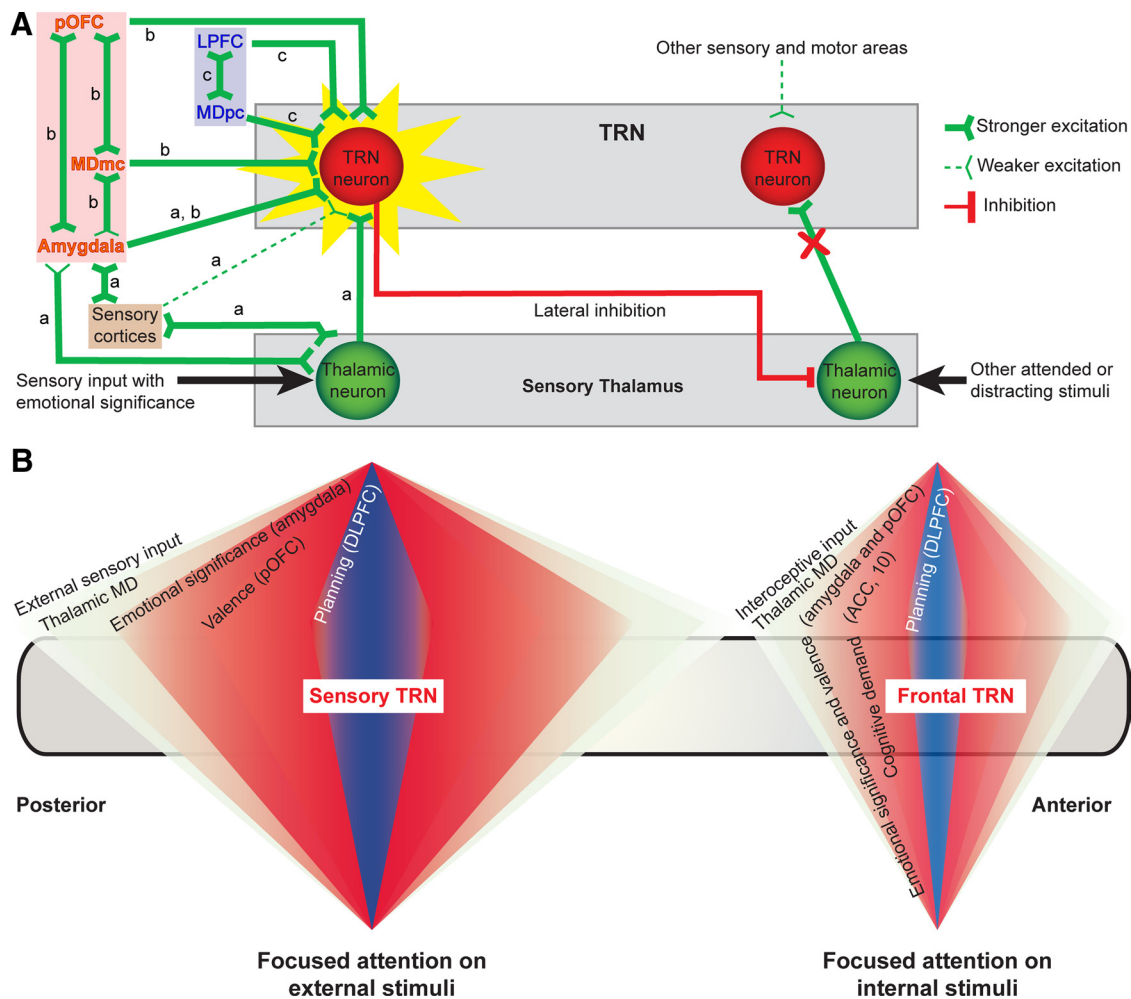 A
pOFC
b
LPFC
c
c
MDpc
c
b
b
MDmc
b
b
a, b
Amygdala
a
Sensory
cortices
a
a
a
a
Sensory input with
emotional significance
TRN
neuron
TRN
Other sensory and motor areas
TRN
neuron
Stronger excitation
Weaker excitation
Inhibition
Lateral inhibition
Thalamic
neuron
Sensory Thalamus
Thalamic
neuron
Other attended or
distracting stimuli
B
External sensory input
Thalamic MD
Emotional significance (amygdala)
Valence (pOFC)
Planning (DLPFC)
Sensory TRN
Interoceptive input
Thalamic MD
Emotional significance and valence (amygdala and pOFC)
Cognitive demand (ACC, 10)
Planning (DLPFC)
Frontal TRN
Posterior
Anterior
Focused attention on
external stimuli
Focused attention on
internal stimuli